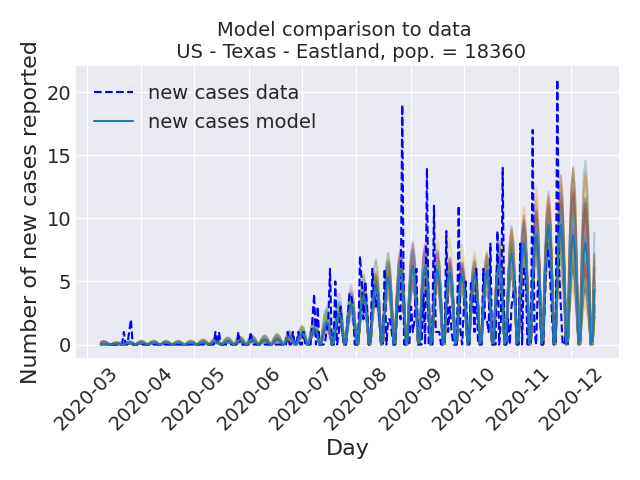 Model comparison to data
US - Texas - Eastland, pop. = 18360
Number of new cases reported
20
15
10
5
0
new cases data
new cases model
2020-03
2020-04
2020-05
2020-06
2020-07
2020-08
2020-09
2020-10
2020-11
2020-12
Day